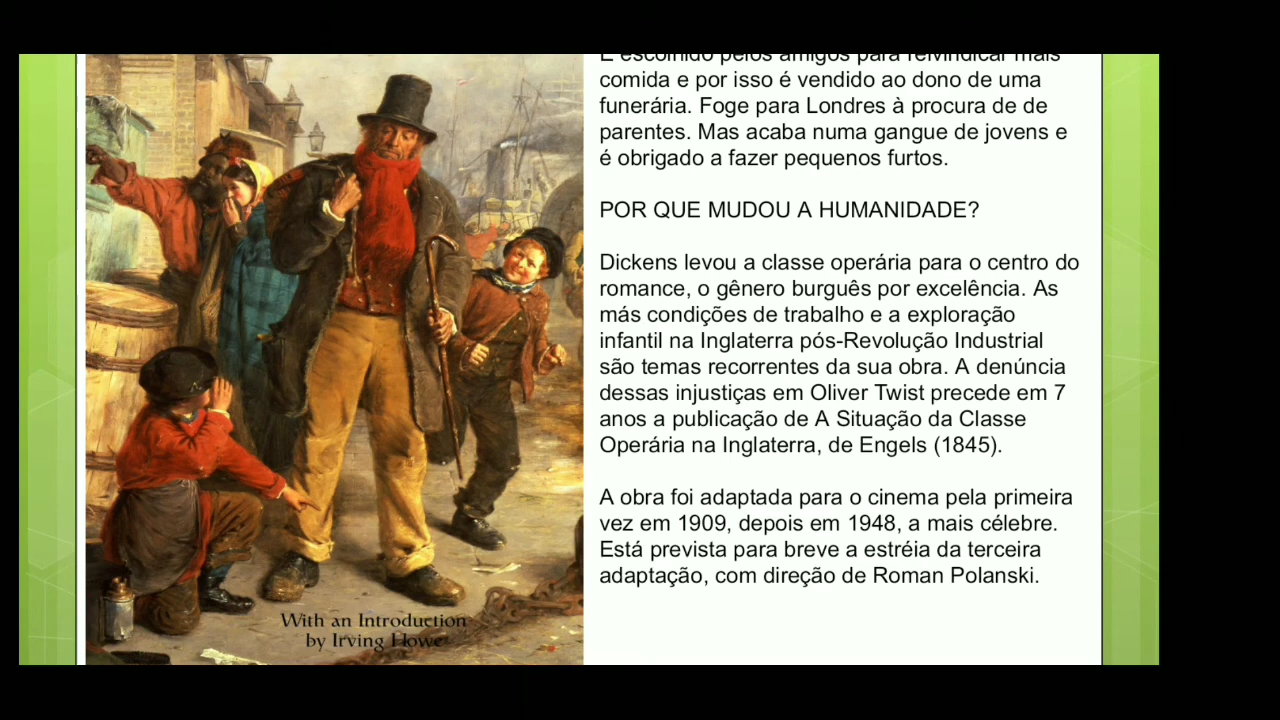 É escolhido pelos amigos para reivindicar mais
comida e por isso é vendido ao dono de uma
funerária. Foge para Londres à procura de de
parentes. Mas acaba numa gangue de jovens e
é obrigado a fazer pequenos furtos.
POR QUE MUDOU A HUMANIDADE?
Dickens levou a classe operária para o centro do
romance, o gênero burguês por excelência. As
más condições de trabalho e a exploração
infantil na Inglaterra pós-Revolução Industrial
são temas recorrentes da sua obra. A denúncia
dessas injustiças em Oliver Twist precede em 7
anos a publicação de A Situação da Classe
Operária na Inglaterra, de Engels (1845).
A obra foi adaptada para o cinema pela primeira
vez em 1909, depois em 1948, a mais célebre.
Está prevista para breve a estréia da terceira
adaptação, com direção de Roman Polanski.
With an Introduction
by Irving Howe